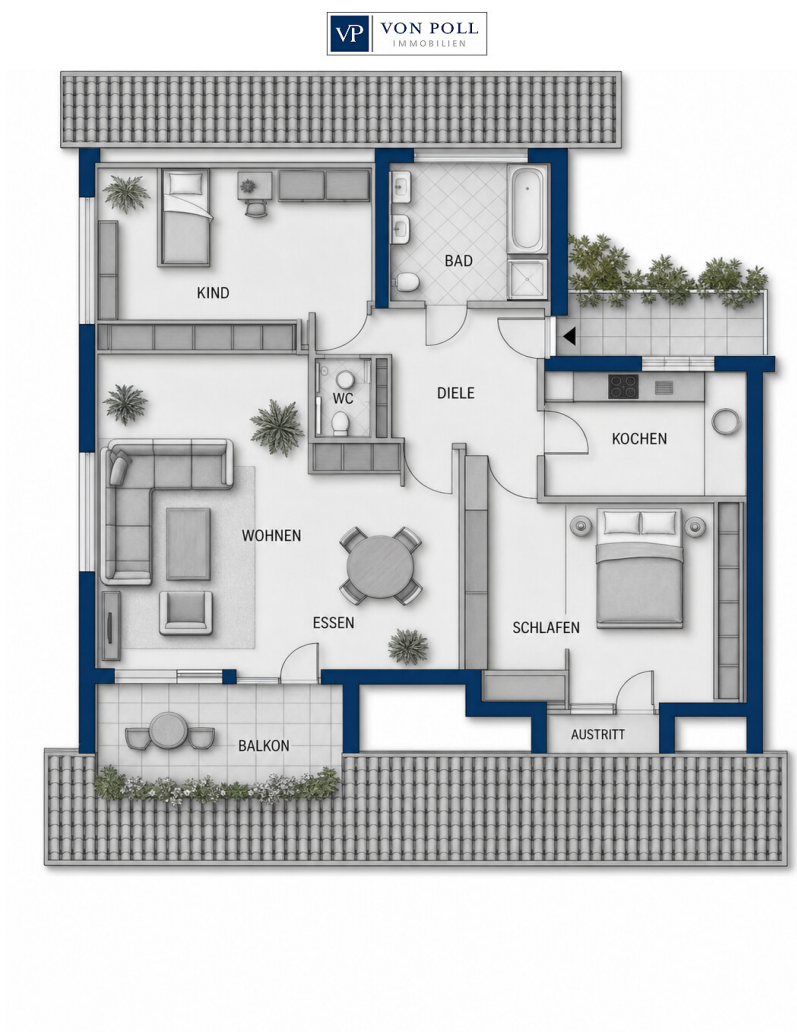 VP VON POLL
IMMOBILIEN
BAD
KIND
DIELE
WC
KOCHEN
WOHNEN
ESSEN
SCHLAFEN
AUSTRITT
BALKON